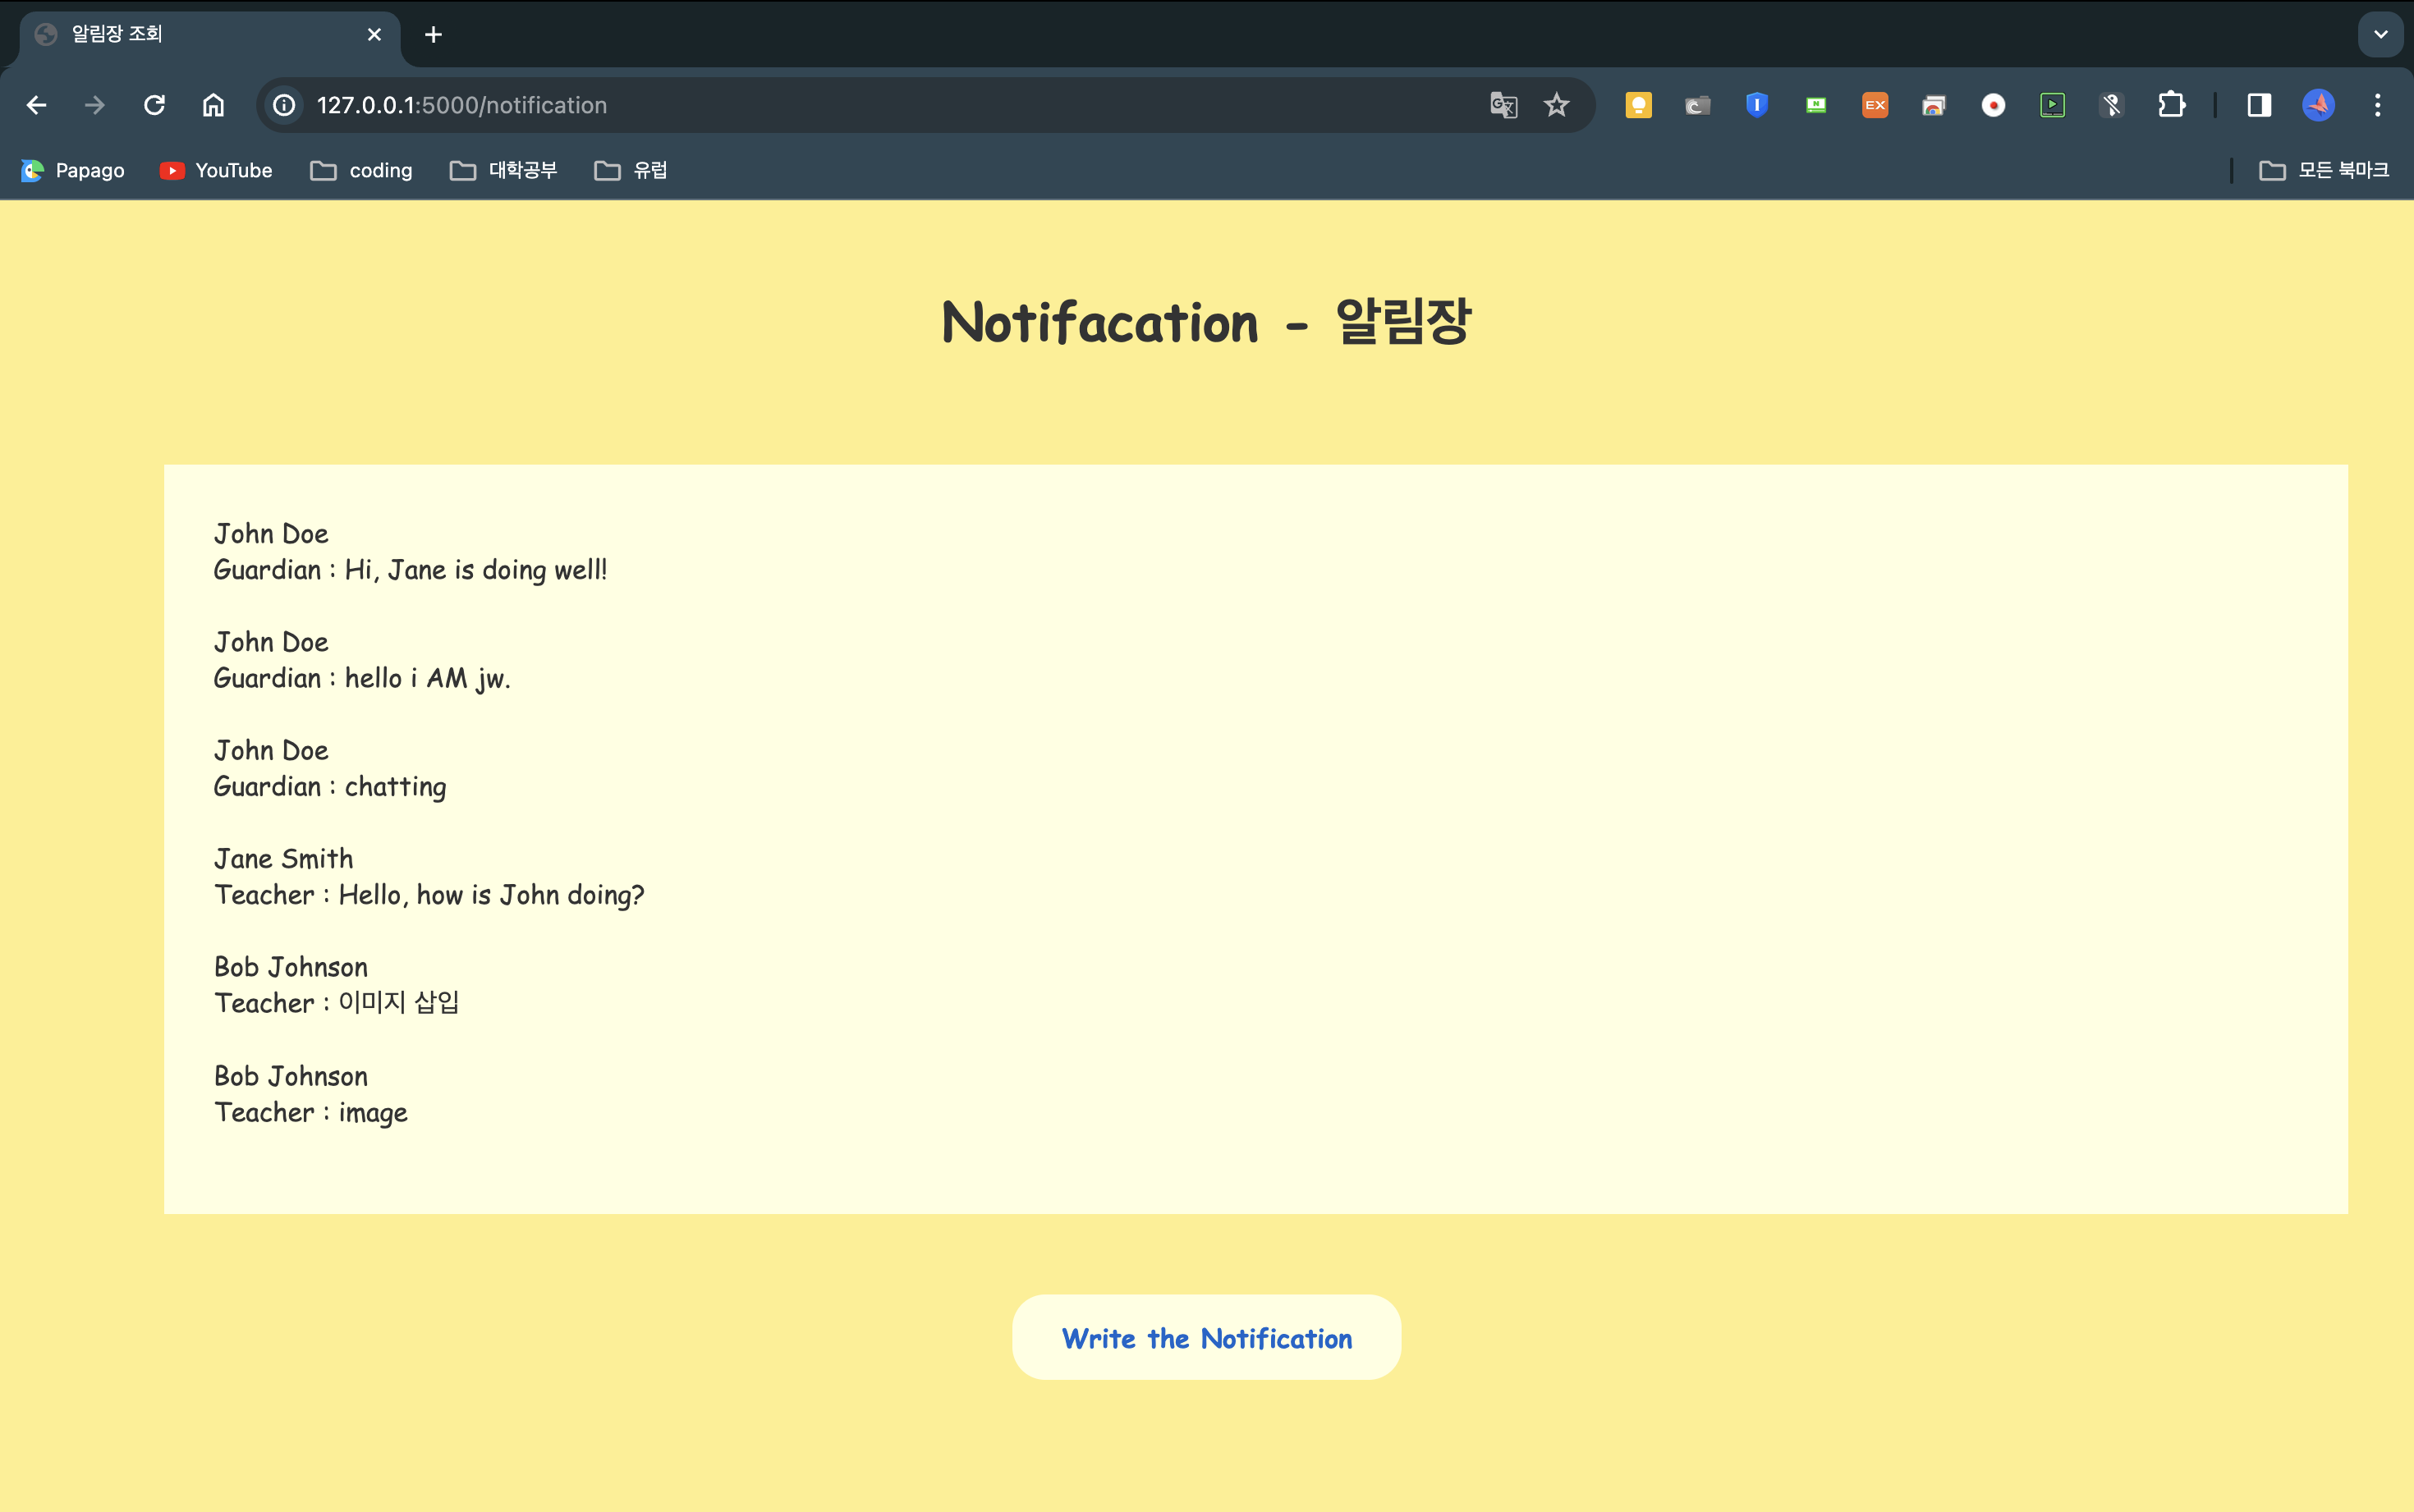 알림장 조회
127.0.0.1:5000/notification
Papago
YouTube
coding
대학공부
유럽
모든 북마크
Notifacation - 알림장
John Doe
Guardian : Hi, Jane is doing well!
John Doe
Guardian : hello i AM jw.
John Doe
Guardian : chatting
Jane Smith
Teacher : Hello, how is John doing?
Bob Johnson
Teacher : 이미지 삽입
Bob Johnson
Teacher : image
Write the Notification